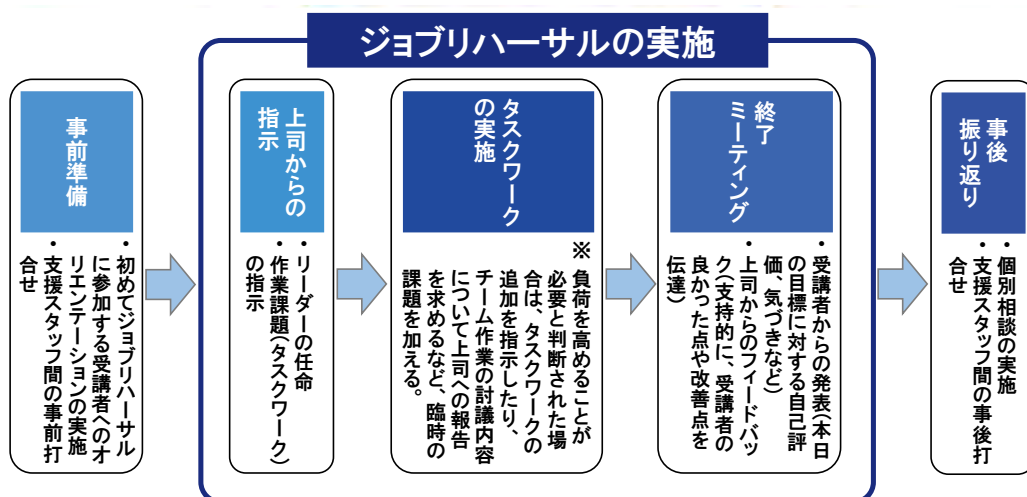 ジョブリハーサルの実施
事前準備
・初めてジョブリハーサル
に参加する受講者へのオ
リエンテーションの実施
・支援スタッフ間の事前打
合せ
上司からの
指示
・リーダーの任命
・作業課題(タスクワーク)
の指示
タスクワーク
の実施
※負荷を高めることが
必要と判断された場
合は、タスクワークの
追加を指示したり、
チーム作業の討議内容
について上司への報告
を求めるなど、臨時の
課題を加える。
終了
ミーティング
・受講者からの発表(本日
の目標に対する自己評
価、気づきなど)
・上司からのフィードバッ
ク(支持的に、受講者の
良かった点や改善点を
伝達)
事後
振り返り
・個別相談の実施
・支援スタッフ間の事後打
合せ